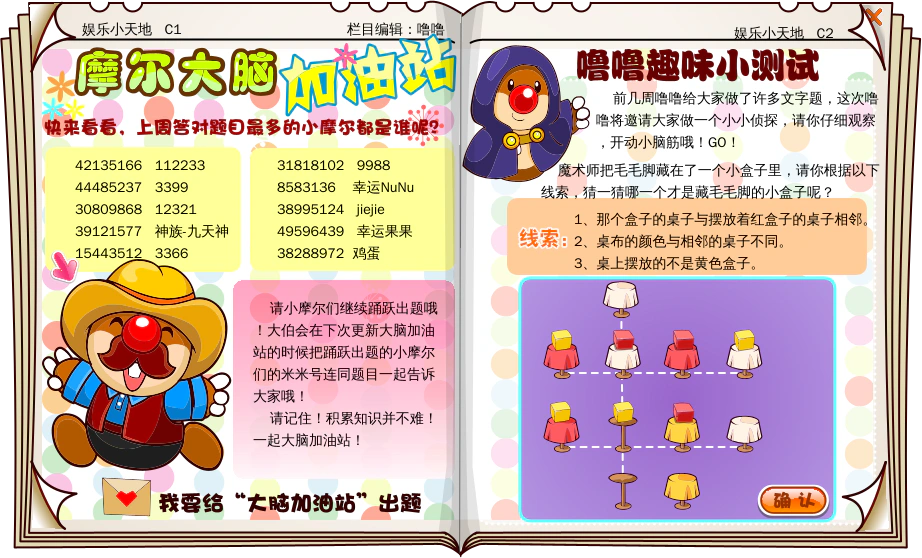 娱乐小天地 C1
栏目编辑：噜噜
摩尔大脑加油站
快来看看，上周答对题目最多的小摩尔都是谁呢？
42135166 112233
44485237 3399
30809868 12321
39121577 神族-九天神
15443512 3366
31818102 9988
8583136 幸运NuNu
38995124 jiejie
49596439 幸运果果
38288972 鸡蛋
请小摩尔们继续踊跃出题哦
！大伯会在下次更新大脑加油
站的时候把踊跃出题的小摩尔
们的米米号连同题目一起告诉
大家哦！
请记住！积累知识并不难！
一起大脑加油站！
我要给“大脑加油站”出题
娱乐小天地 C2
噜噜趣味小测试
前几周噜噜给大家做了许多文字题，这次噜
噜将邀请大家做一个小小侦探，请你仔细观察
，开动小脑筋哦！GO！
魔术师把毛毛脚藏在了一个小盒子里，请你根据以下
线索，猜一猜哪一个才是藏毛毛脚的小盒子呢？
线索：
1、那个盒子的桌子与摆放着红盒子的桌子相邻。
2、桌布的颜色与相邻的桌子不同。
3、桌上摆放的不是黄色盒子。
确认